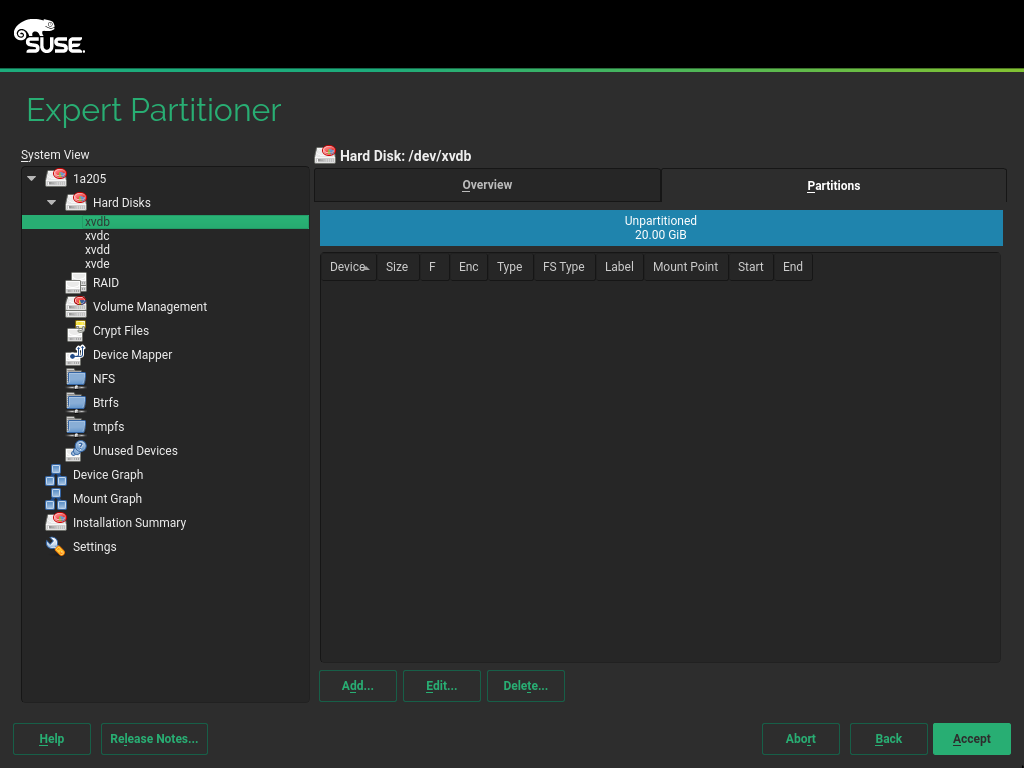 SUSE.
Expert Partitioner
System View
1a205
Hard Disks
xvdb
xvdc
xvdd
xvde
RAID
Volume Management
Crypt Files
Device Mapper
NFS
Btrfs
tmpfs
Unused Devices
Device Graph
Mount Graph
Installation Summary
Settings
Hard Disk: /dev/xvdb
Overview Partitions
Unpartitioned
20.00 GiB
Device Size F Enc Type FS Type Label Mount Point Start End
Add... Edit... Delete...
Help Release Notes... Abort Back Accept